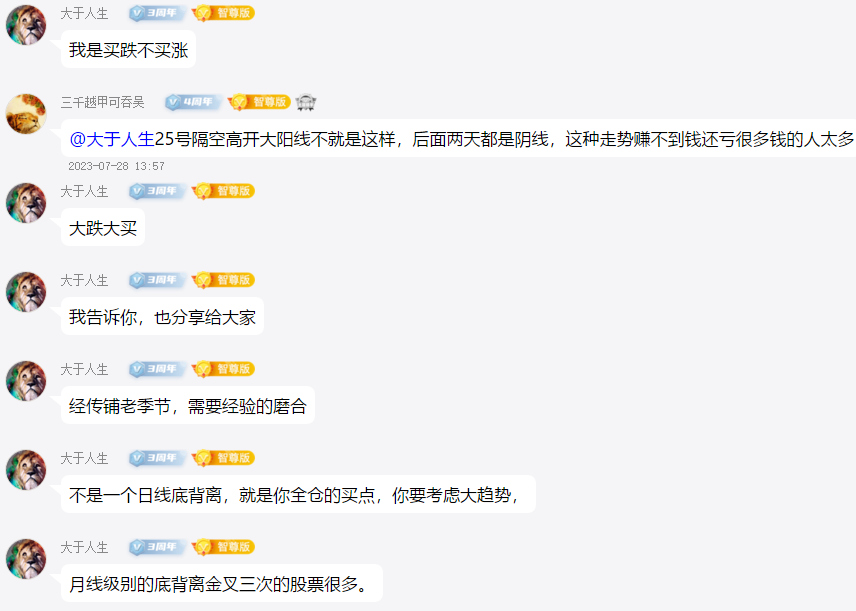 大于人生 V 3周年 智尊版
我是买跌不买涨
三千越甲可吞吴 V 4周年 智尊版
@大于人生25号隔空高开大阳线不就是这样，后面两天都是阴线，这种走势赚不到钱还亏很多钱的人太多
2023-07-28 13:57
大于人生 V 3周年 智尊版
大跌大买
大于人生 V 3周年 智尊版
我告诉你，也分享给大家
大于人生 V 3周年 智尊版
经传铺老季节，需要经验的磨合
大于人生 V 3周年 智尊版
不是一个日线底背离，就是你全仓的买点，你要考虑大趋势，
大于人生 V 3周年 智尊版
月线级别的底背离金叉三次的股票很多。